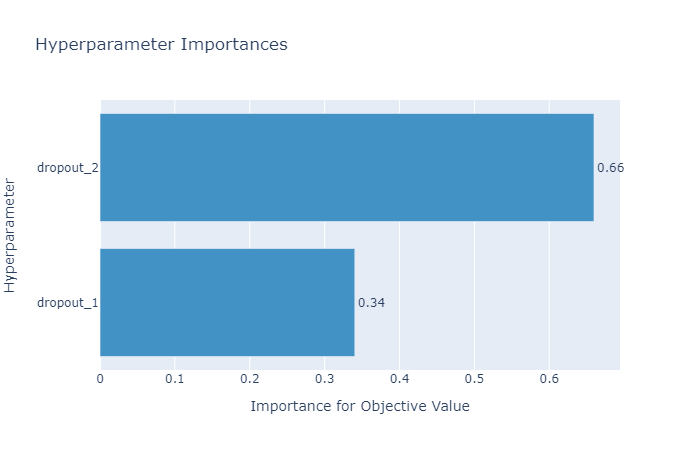 Hyperparameter Importances
Hyperparameter
dropout_2
0.66
dropout_1
0.34
0 0.1 0.2 0.3 0.4 0.5 0.6
Importance for Objective Value